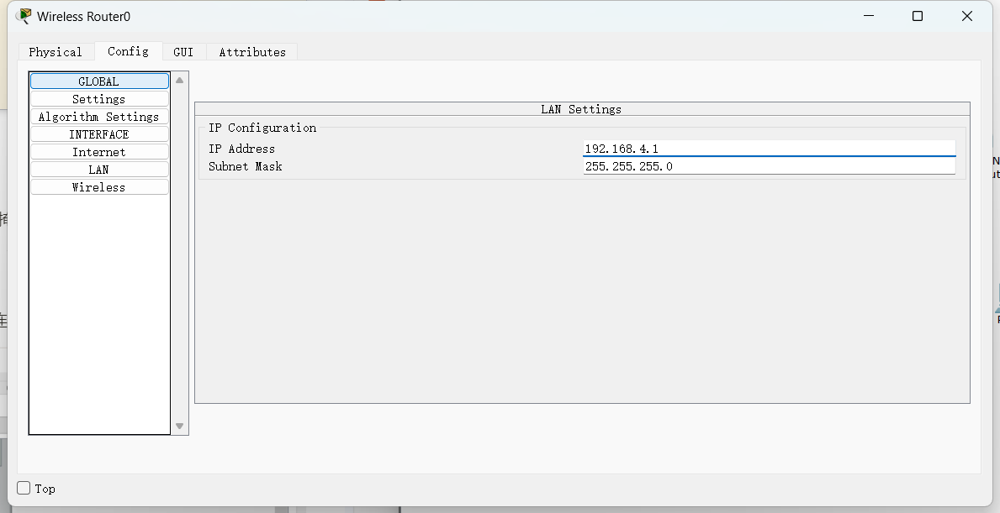 Wireless Router0
Physical Config GUI Attributes
GLOBAL
Settings
Algorithm Settings
INTERFACE
Internet
LAN
Wireless
LAN Settings
IP Configuration
IP Address 192.168.4.1
Subnet Mask 255.255.255.0
Top